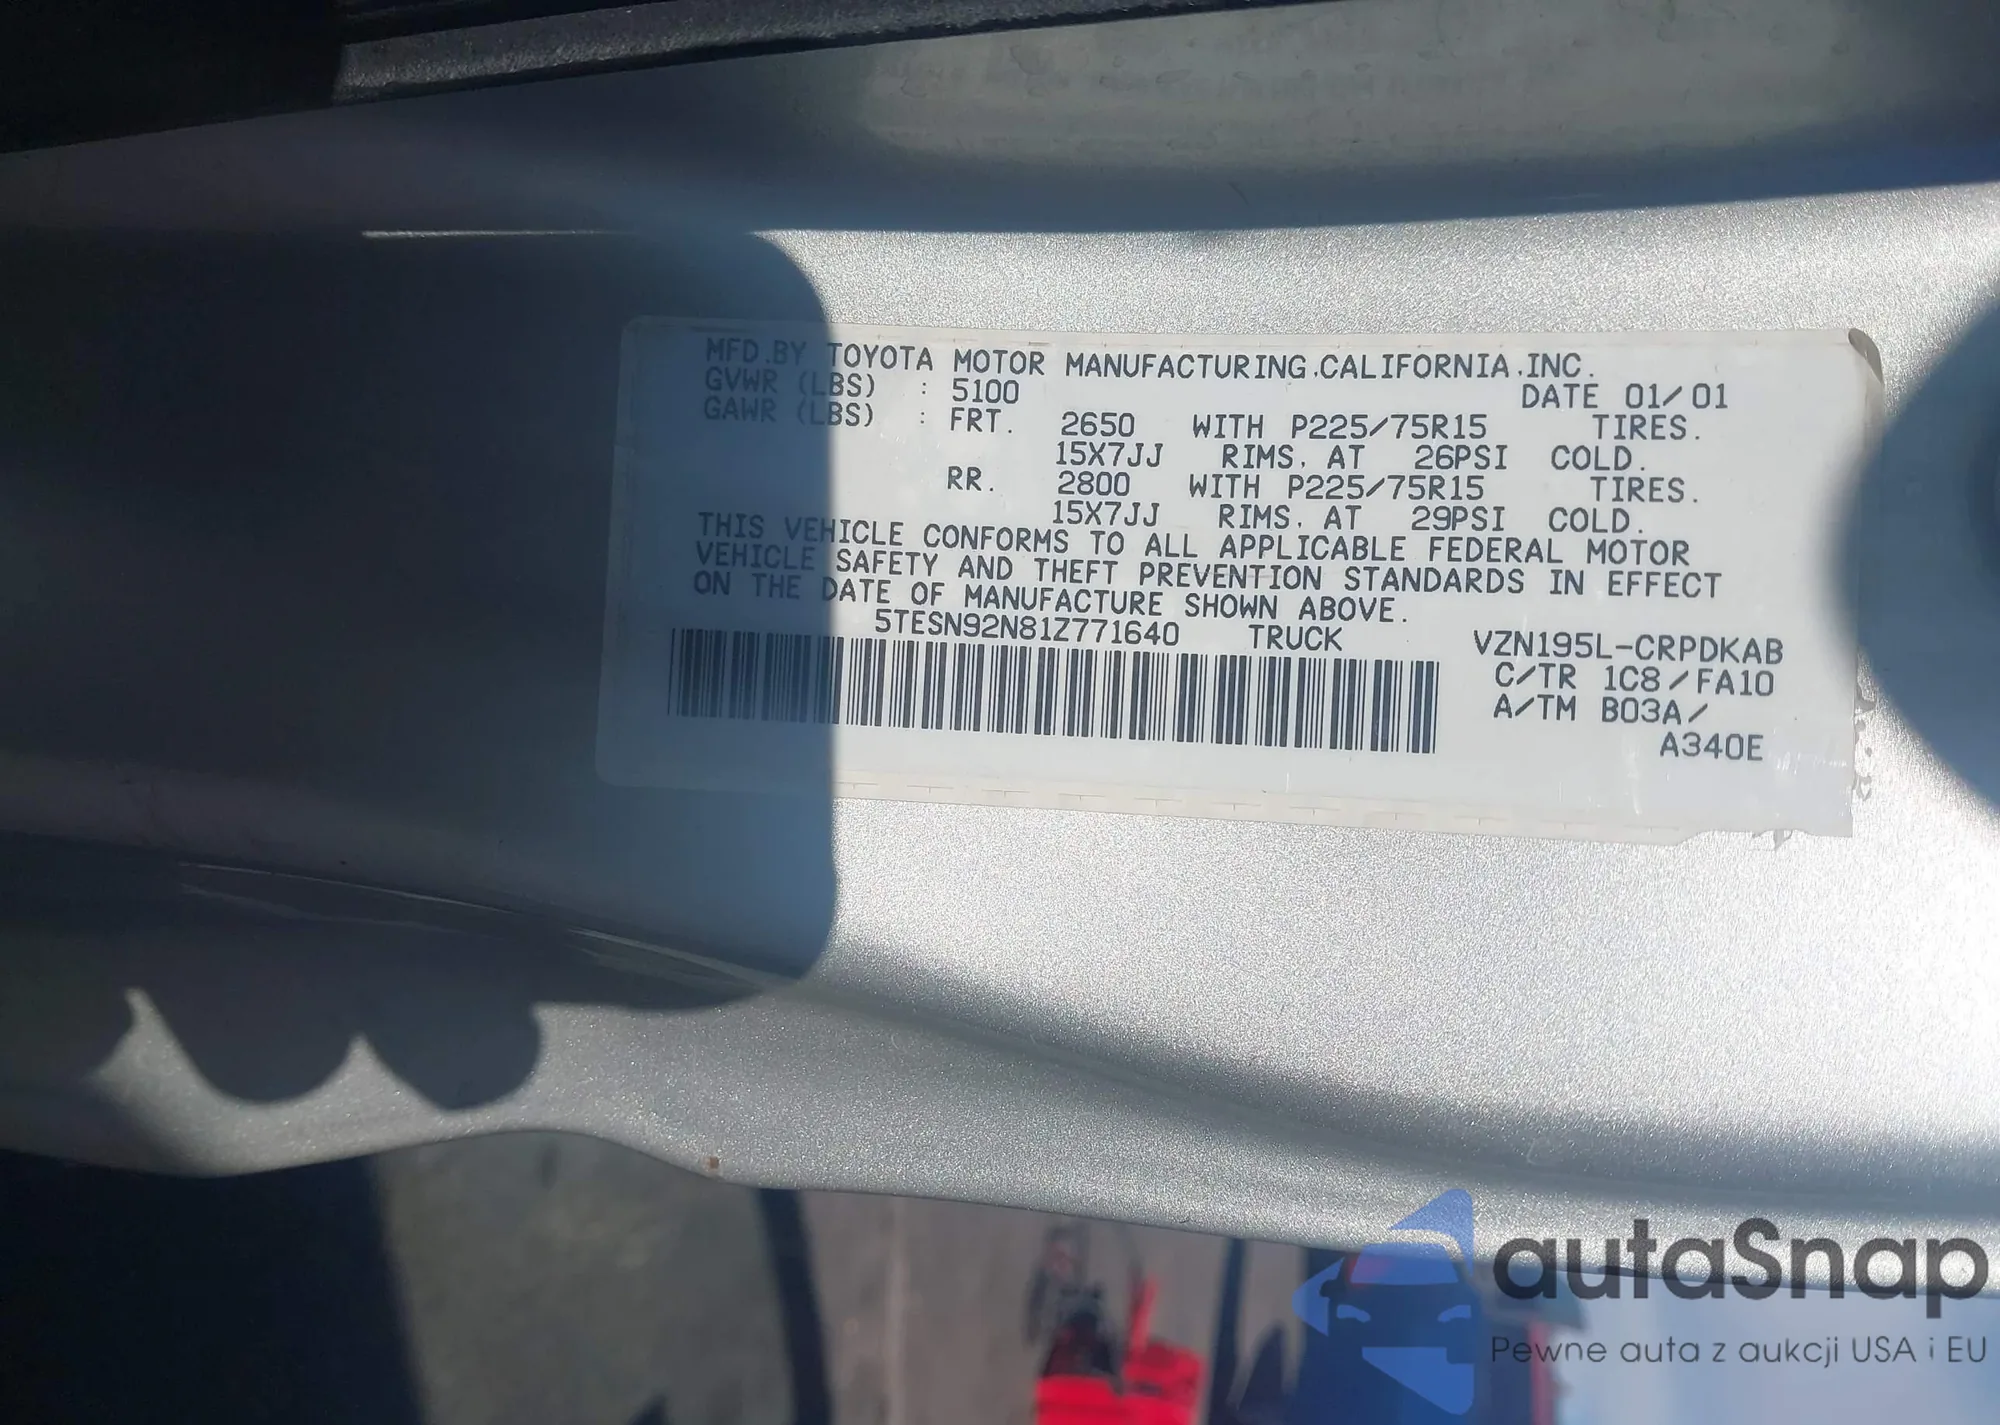 MFD.BY TOYOTA MOTOR MANUFACTURING.CALIFORNIA.INC.
GVWR (LBS) : 5100 DATE 01/01
GAWR (LBS) : FRT. 2650 WITH P225/75R15 TIRES.
15X7JJ RIMS. AT 26PSI COLD.
RR. 2800 WITH P225/75R15 TIRES.
15X7JJ RIMS. AT 29PSI COLD.
THIS VEHICLE CONFORMS TO ALL APPLICABLE FEDERAL MOTOR
VEHICLE SAFETY AND THEFT PREVENTION STANDARDS IN EFFECT
ON THE DATE OF MANUFACTURE SHOWN ABOVE.
5TESN92N81Z771640 TRUCK VZN195L-CRPDKAB
C/TR 1C8/FA10
A/TM B03A/
A340E
autaSnap
Pewne auta z aukcji USA i EU